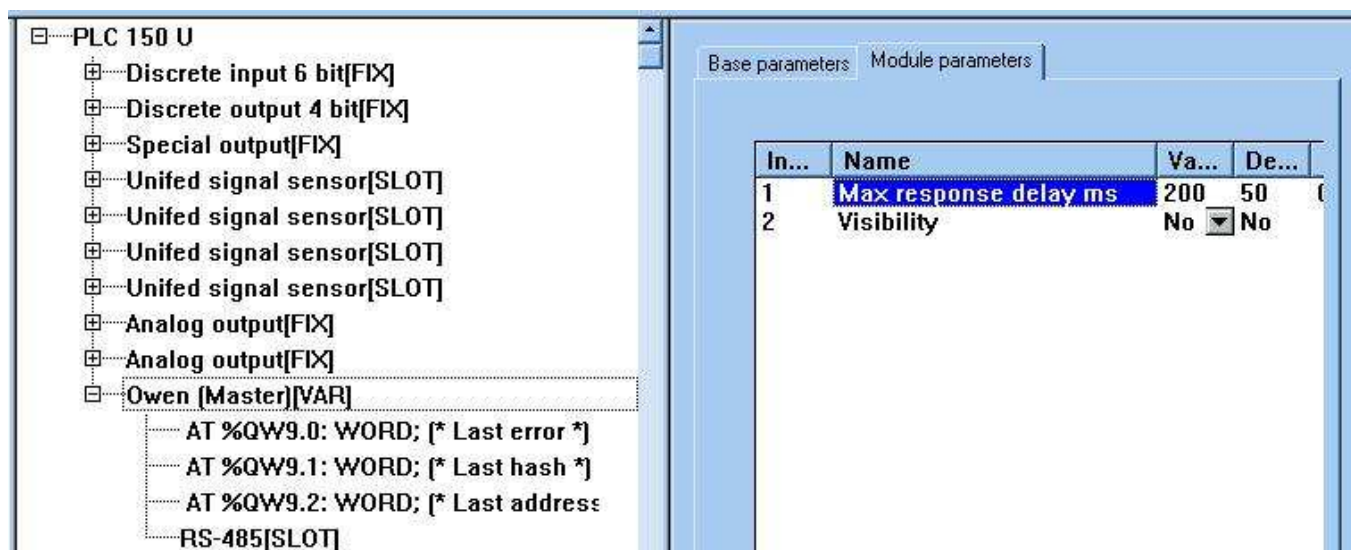 PLC 150 U
Discrete input 6 bit[FIX]
Discrete output 4 bit[FIX]
Special output[FIX]
Unifed signal sensor[SLOT]
Unifed signal sensor[SLOT]
Unifed signal sensor[SLOT]
Unifed signal sensor[SLOT]
Analog output[FIX]
Analog output[FIX]
Owen (Master)[VAR]
AT %QW9.0: WORD; (* Last error *)
AT %QW9.1: WORD; (* Last hash *)
AT %QW9.2: WORD; (* Last address
RS-485[SLOT]
Base parameters Module parameters
In... Name Va... De...
1 Max response delay ms 200 50
2 Visibility No No